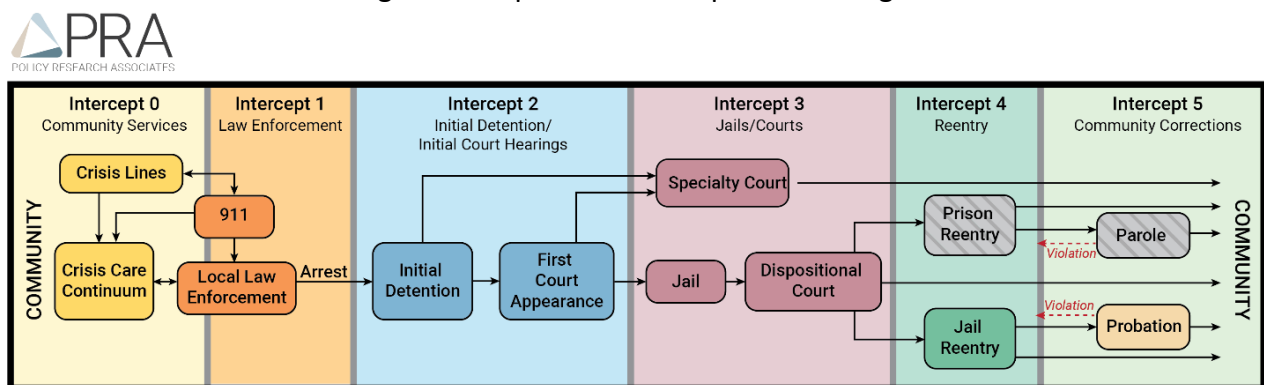 PRA
POLICY RESEARCH ASSOCIATES
Intercept 0
Community Services
Intercept 1
Law Enforcement
Intercept 2
Initial Detention/
Initial Court Hearings
Intercept 3
Jails/Courts
Intercept 4
Reentry
Intercept 5
Community Corrections
COMMUNITY
Crisis Lines
911
Crisis Care
Continuum
Local Law
Enforcement
Arrest
Initial
Detention
First
Court
Appearance
Specialty Court
Jail
Dispositional
Court
Prison
Reentry
Violation
Parole
Jail
Reentry
Violation
Probation
COMMUNITY